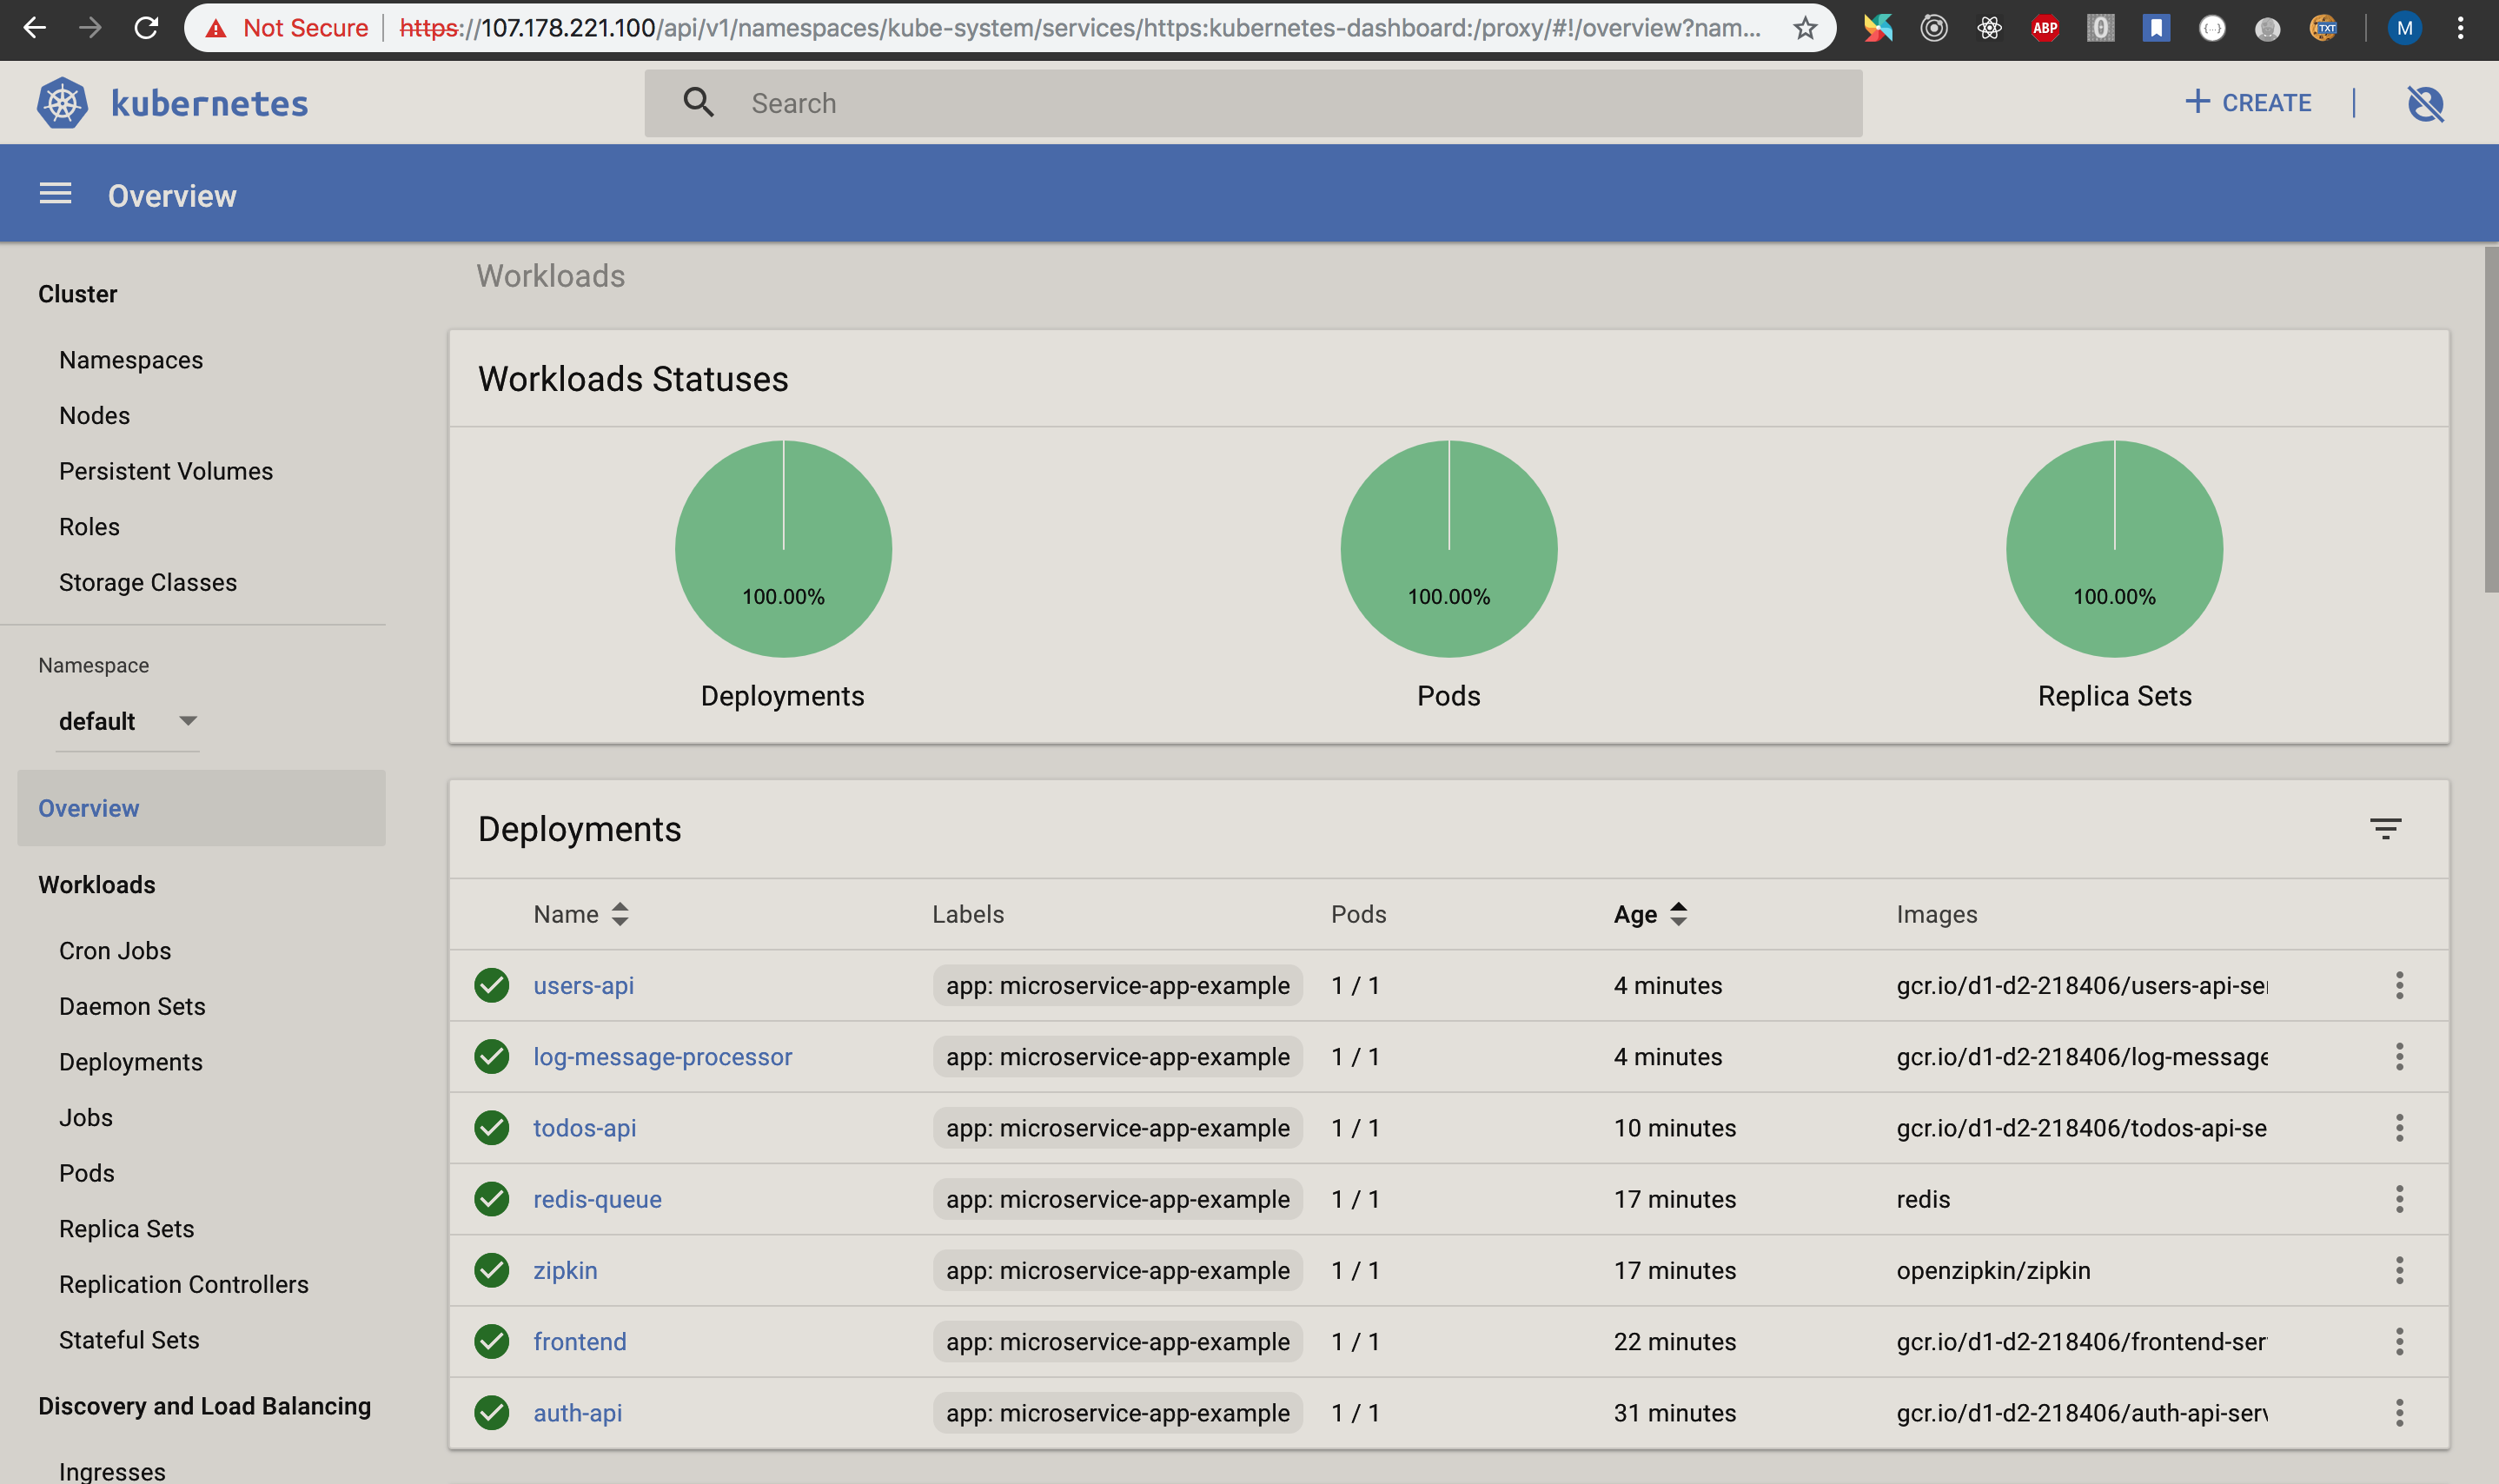 Not Secure | https://107.178.221.100/api/v1/namespaces/kube-system/services/https:kubernetes-dashboard:/proxy/#!/overview?nam...
ABP
0
{...}
TXT
M
kubernetes
Search
+ CREATE
Overview
Cluster
Namespaces
Nodes
Persistent Volumes
Roles
Storage Classes
Namespace
default
Overview
Workloads
Cron Jobs
Daemon Sets
Deployments
Jobs
Pods
Replica Sets
Replication Controllers
Stateful Sets
Discovery and Load Balancing
Ingresses
Workloads
Workloads Statuses
100.00% 100.00% 100.00%
Deployments Pods Replica Sets
Deployments
Name Labels Pods Age Images
users-api app: microservice-app-example 1 / 1 4 minutes gcr.io/d1-d2-218406/users-api-se
log-message-processor app: microservice-app-example 1 / 1 4 minutes gcr.io/d1-d2-218406/log-message
todos-api app: microservice-app-example 1 / 1 10 minutes gcr.io/d1-d2-218406/todos-api-se
redis-queue app: microservice-app-example 1 / 1 17 minutes redis
zipkin app: microservice-app-example 1 / 1 17 minutes openzipkin/zipkin
frontend app: microservice-app-example 1 / 1 22 minutes gcr.io/d1-d2-218406/frontend-ser
auth-api app: microservice-app-example 1 / 1 31 minutes gcr.io/d1-d2-218406/auth-api-serv